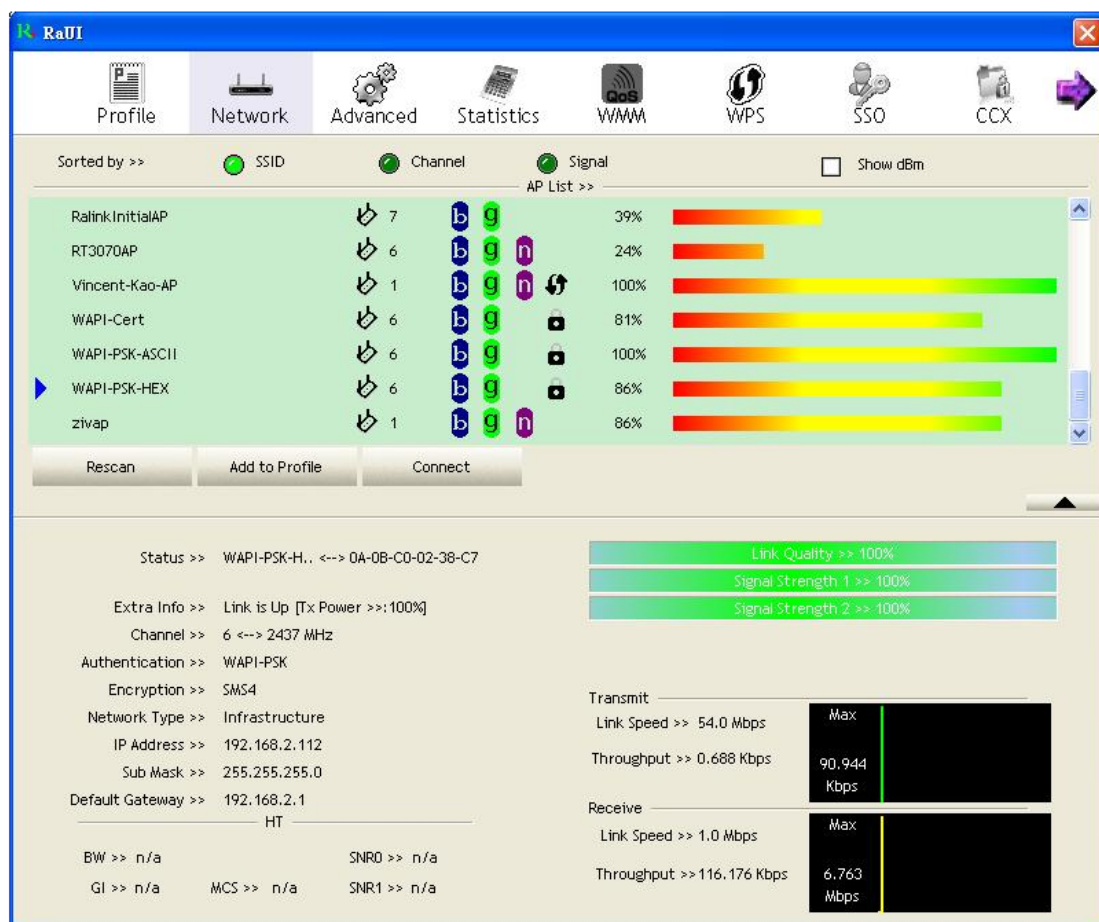 RaUI
Profile Network Advanced Statistics WMM WPS SSO CCX
QoS
Sorted by >> SSID Channel Signal Show dBm
AP List >>
RalinkInitialAP 7 b g 39%
RT3070AP 6 b g n 24%
Vincent-Kao-AP 1 b g n 100%
WAPI-Cert 6 b g 81%
WAPI-PSK-ASCII 6 b g 100%
WAPI-PSK-HEX 6 b g 86%
zivap 1 b g n 86%
Rescan Add to Profile Connect
Status >> WAPI-PSK-H.. <--> 0A-0B-C0-02-38-C7
Extra Info >> Link is Up [Tx Power >>:100%]
Channel >> 6 <--> 2437 MHz
Authentication >> WAPI-PSK
Encryption >> SMS4
Network Type >> Infrastructure
IP Address >> 192.168.2.112
Sub Mask >> 255.255.255.0
Default Gateway >> 192.168.2.1
HT
BW >> n/a SNR0 >> n/a
GI >> n/a MCS >> n/a SNR1 >> n/a
Link Quality >> 100%
Signal Strength 1 >> 100%
Signal Strength 2 >> 100%
Transmit
Link Speed >> 54.0 Mbps
Throughput >> 0.688 Kbps
Max
90.944
Kbps
Receive
Link Speed >> 1.0 Mbps
Throughput >>116.176 Kbps
Max
6.763
Mbps